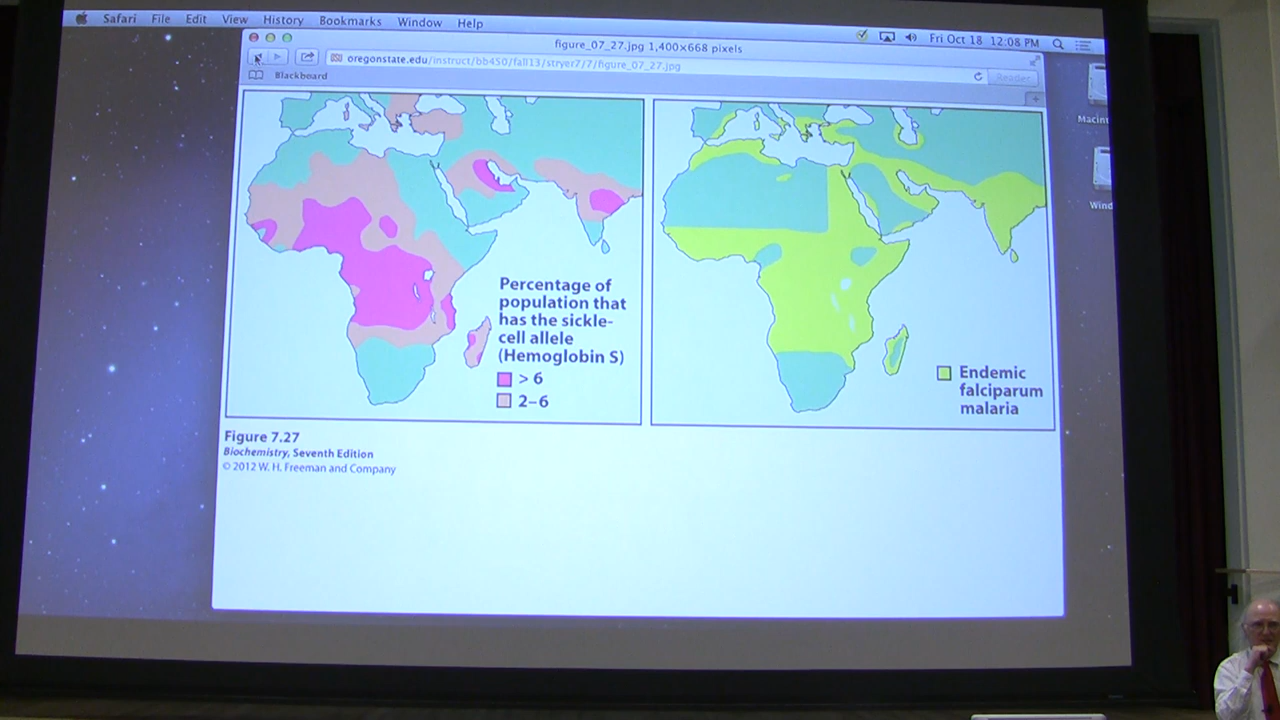 Safari File Edit View History Bookmarks Window Help
Fri Oct 18 12:08 PM
figure_07_27.jpg 1,400×668 pixels
oregonstate.edu/instruct/bb450/fall13/stryer7/7/figure_07_27.jpg
Reader
Blackboard
Macint
Wind
Percentage of
population that
has the sickle-
cell allele
(Hemoglobin S)
> 6
2–6
Endemic
falciparum
malaria
Figure 7.27
Biochemistry, Seventh Edition
© 2012 W. H. Freeman and Company